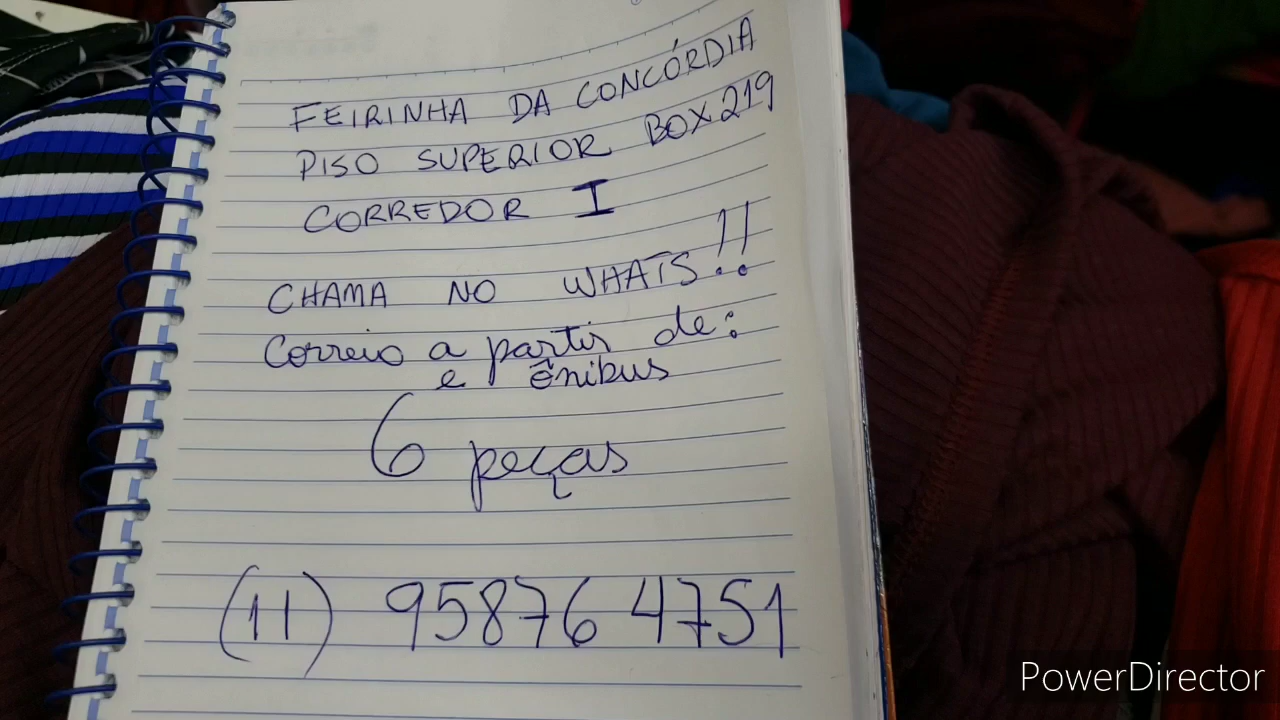 FEIRINHA DA CONCÓRDIA
PISO SUPERIOR BOX 219
CORREDOR I
CHAMA NO WHATS!!
Correio a partir de:
e ônibus
6 peças
(11) 95876 4751
PowerDirector